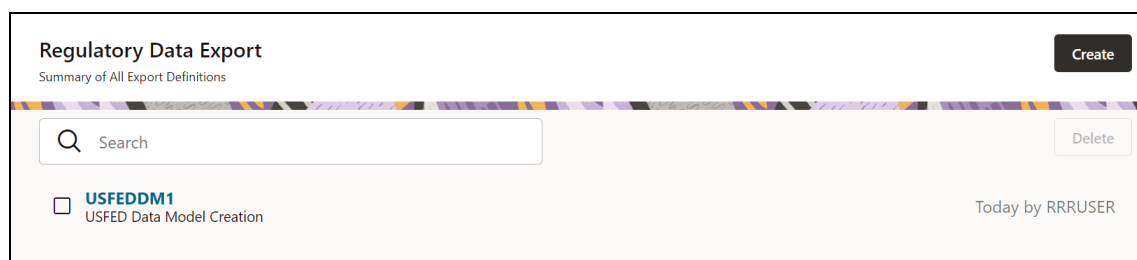 Regulatory Data Export
Create
Summary of All Export Definitions
Search
Delete
USFEDDM1
USFED Data Model Creation
Today by RRRUSER